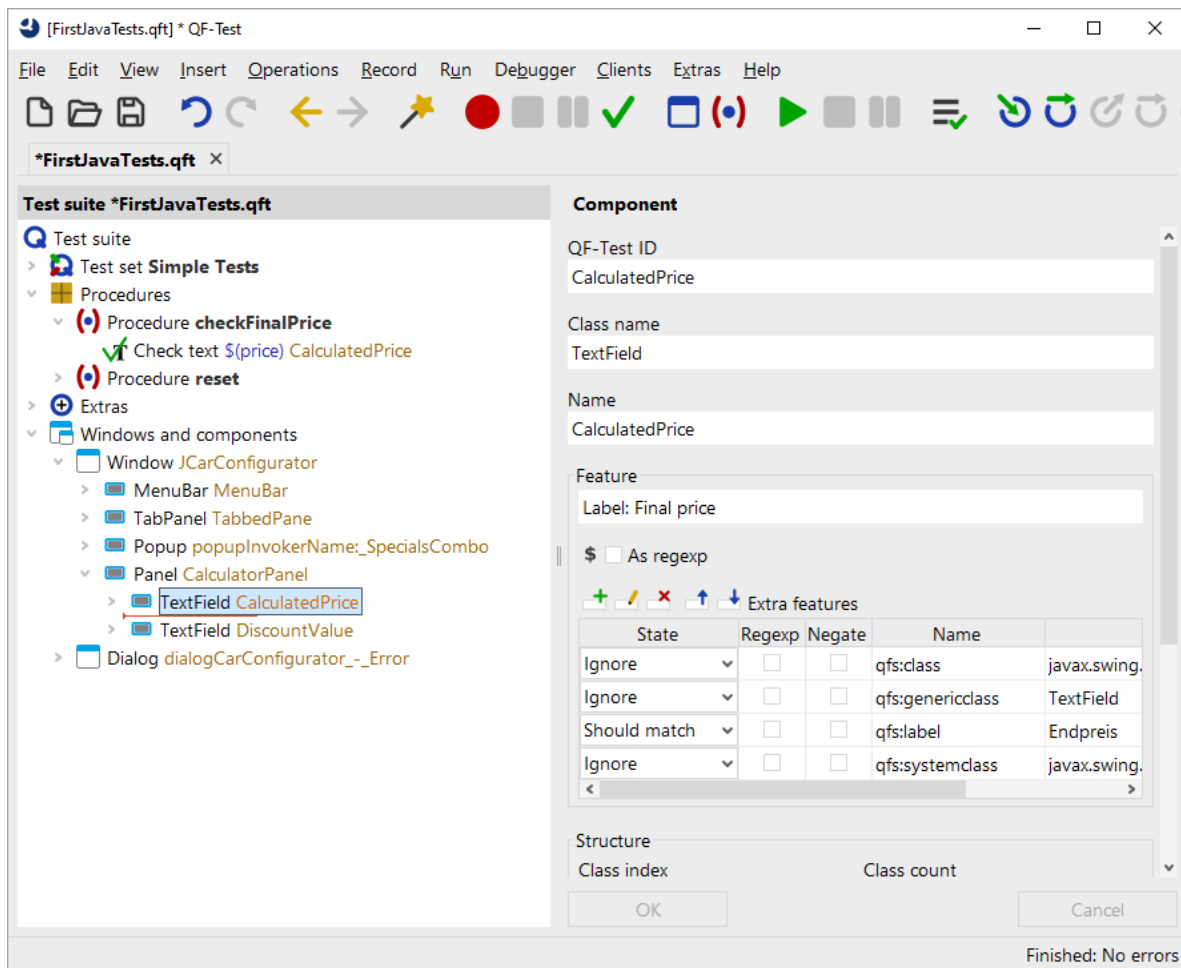 [FirstJavaTests.qft] * QF-Test
File Edit View Insert Operations Record Run Debugger Clients Extras Help
*FirstJavaTests.qft
Test suite *FirstJavaTests.qft
Test suite
Test set Simple Tests
Procedures
Procedure checkFinalPrice
Check text $(price) CalculatedPrice
Procedure reset
Extras
Windows and components
Window JCarConfigurator
MenuBar MenuBar
TabPanel TabbedPane
Popup popupInvokerName:_SpecialsCombo
Panel CalculatorPanel
TextField CalculatedPrice
TextField DiscountValue
Dialog dialogCarConfigurator_-_Error
Component
QF-Test ID
CalculatedPrice
Class name
TextField
Name
CalculatedPrice
Feature
Label: Final price
$ As regexp
Extra features
State Regexp Negate Name
Ignore qfs:class javax.swing.
Ignore qfs:genericclass TextField
Should match qfs:label Endpreis
Ignore qfs:systemclass javax.swing.
Structure
Class index Class count
OK Cancel
Finished: No errors